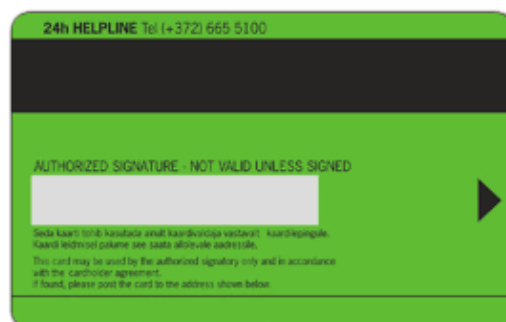 24h HELPLINE Tel (+372) 665 5100
AUTHORIZED SIGNATURE - NOT VALID UNLESS SIGNED
Seda kaarti tohib kasutada ainult kaardivaldaja vastavalt kaardilepingule.
Kaardi leidmisel palume see saata allolevale aadressile.
This card may be used by the authorized signatory only and in accordance
with the cardholder agreement.
If found, please post the card to the address shown below.